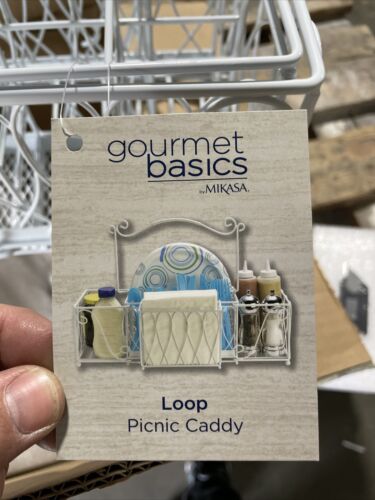 gourmet
basics
by MIKASA®
Loop
Picnic Caddy